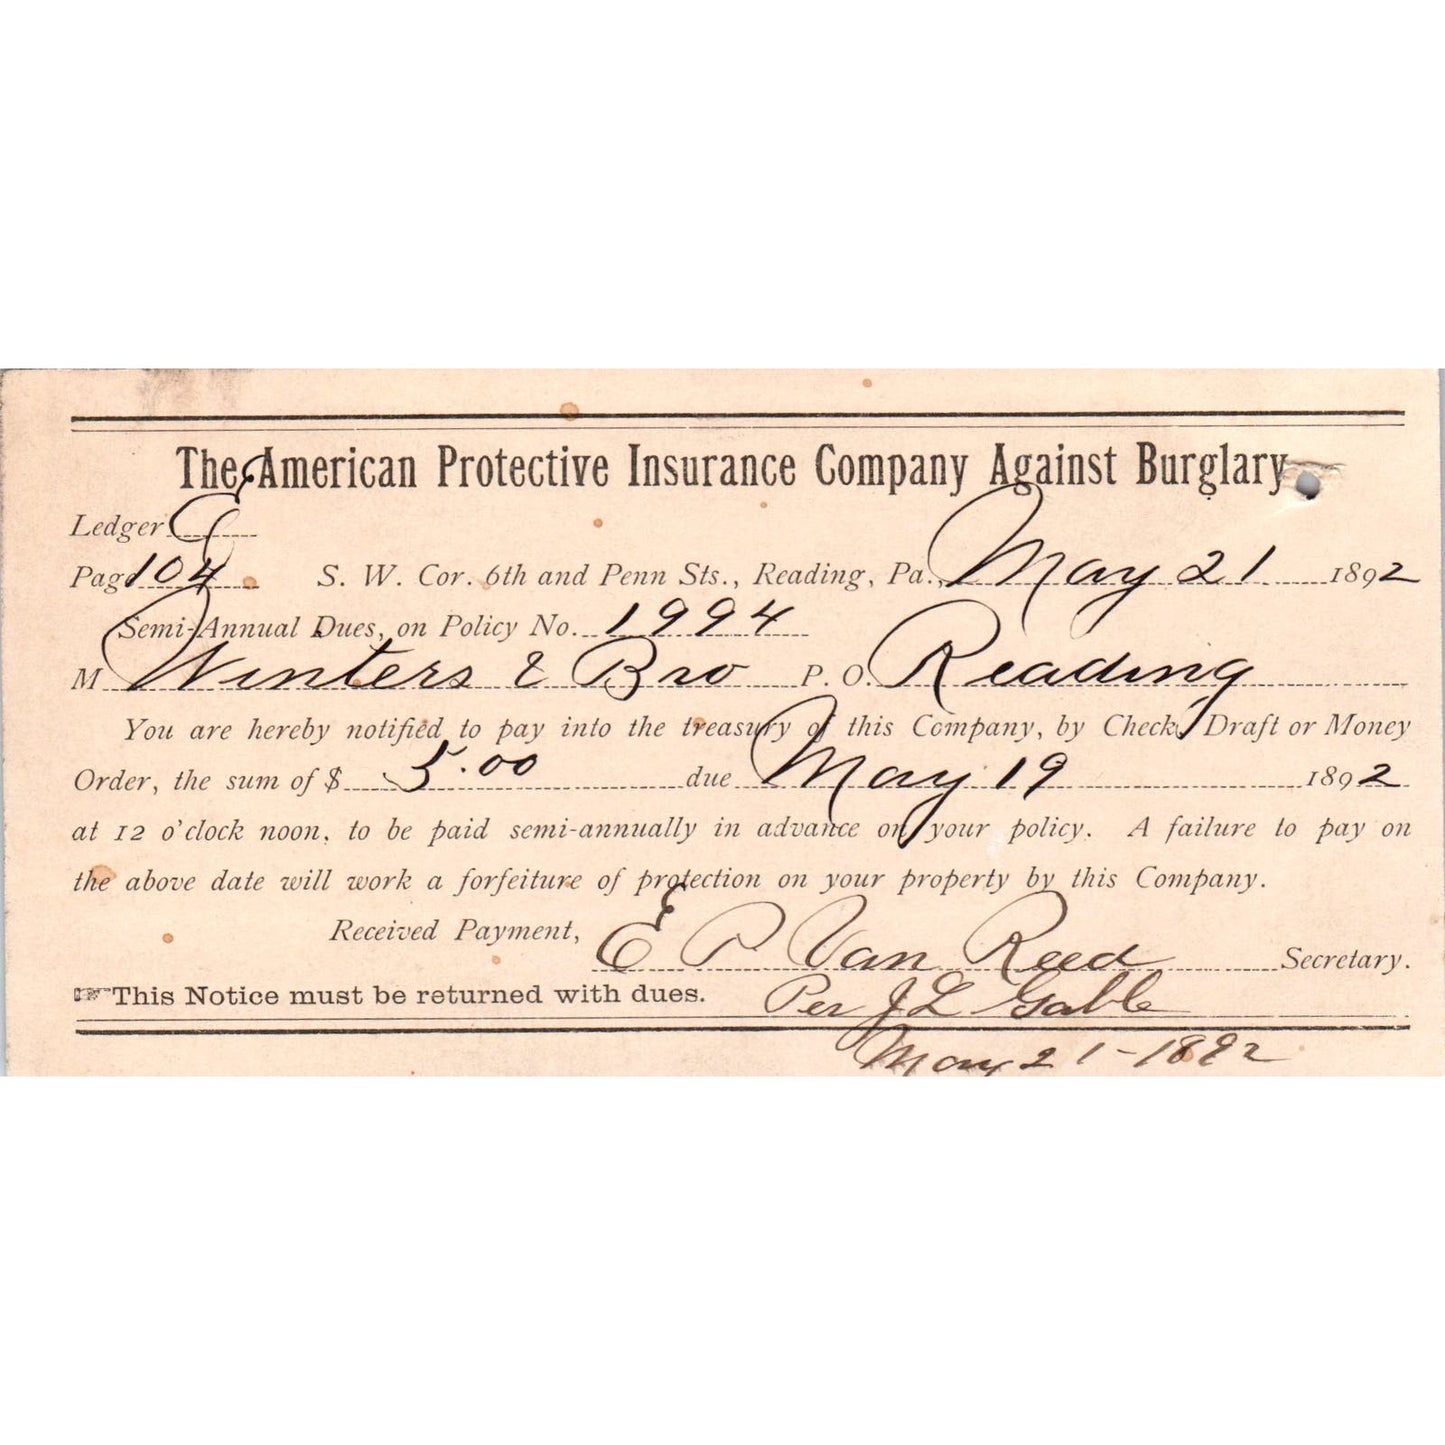 The American Protective Insurance Company Against Burglary
Ledger E
Page 104 S. W. Cor. 6th and Penn Sts., Reading, Pa., May 21 1892
Semi-Annual Dues, on Policy No. 1994
M Winters & Bro P. O. Reading
You are hereby notified to pay into the treasury of this Company, by Check, Draft or Money
Order, the sum of $ 5.00 due May 19 1892
at 12 o'clock noon, to be paid semi-annually in advance on your policy. A failure to pay on
the above date will work a forfeiture of protection on your property by this Company.
Received Payment,
E P Van Reed Secretary.
☞ This Notice must be returned with dues. Per J L Gable
May 21-1892